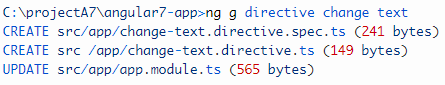 C:\projectA7\angular7-app>ng g directive change text
CREATE src/app/change-text.directive.spec.ts (241 bytes)
CREATE src /app/change-text.directive.ts (149 bytes)
UPDATE src/app/app.module.ts (565 bytes)